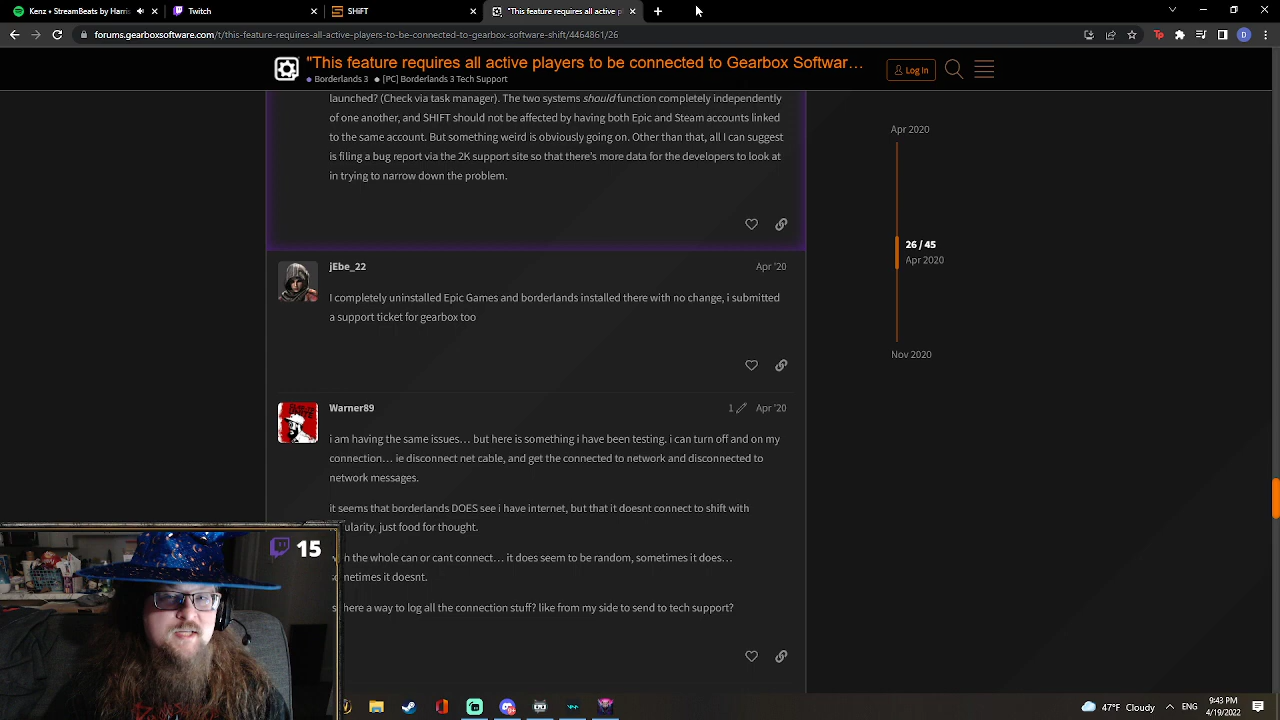 Kenz • StreamBeats by Harris
Twitch
SHiFT
"This feature requires all active pl
forums.gearboxsoftware.com/t/this-feature-requires-all-active-players-to-be-connected-to-gearbox-software-shift/4464861/26
"This feature requires all active players to be connected to Gearbox Softwar…
Borderlands 3 [PC] Borderlands 3 Tech Support
Log In
launched? (Check via task manager). The two systems should function completely independently
of one another, and SHIFT should not be affected by having both Epic and Steam accounts linked
to the same account. But something weird is obviously going on. Other than that, all I can suggest
is filing a bug report via the 2K support site so that there's more data for the developers to look at
in trying to narrow down the problem.
Apr 2020
26 / 45
Apr 2020
Nov 2020
jEbe_22 Apr '20
I completely uninstalled Epic Games and borderlands installed there with no change, i submitted
a support ticket for gearbox too
Warner89 1 Apr '20
i am having the same issues… but here is something i have been testing. i can turn off and on my
connection… ie disconnect net cable, and get the connected to network and disconnected to
network messages.
it seems that borderlands DOES see i have internet, but that it doesnt connect to shift with
the whole can or cant connect… it does seem to be random, sometimes it does…
it doesnt.
here a way to log all the connection stuff? like from my side to send to tech support?
just food for thought.
15
47°F Cloudy
ENG
9:43 PM
4/19/2022